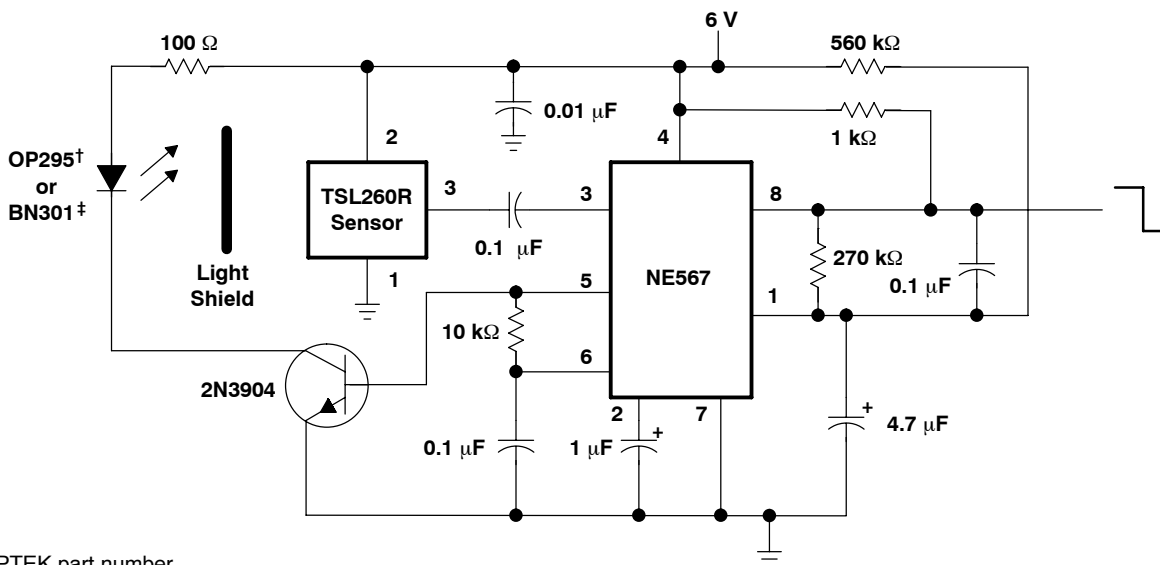 6 V
100 Ω
560 kΩ
0.01 μF
1 kΩ
2
4
OP295†
or
BN301‡
TSL260R
Sensor
3
3
8
0.1 μF
Light
Shield
1
5
NE567
270 kΩ
0.1 μF
1
10 kΩ
6
2N3904
2
7
+
+
4.7 μF
0.1 μF
1 μF
part number